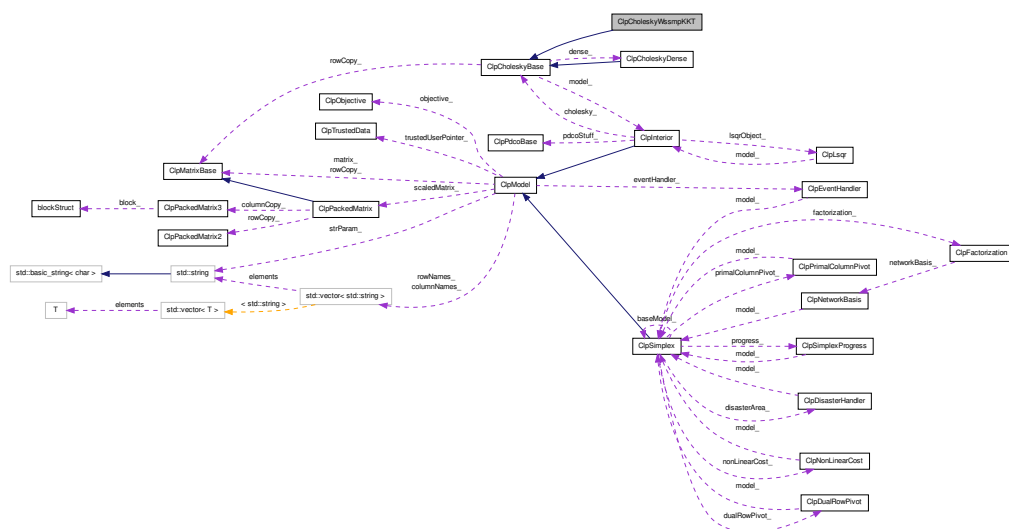 ClpCholeskyWssmpKKT
dense_
ClpCholeskyDense
rowCopy_
ClpCholeskyBase
model_
objective_
ClpObjective
cholesky_
ClpTrustedData
trustedUserPointer_
ClpPdcoBase
pdcoStuff_
ClpInterior
lsqrObject_
model_
ClpLsqr
matrix_
rowCopy_
ClpMatrixBase
scaledMatrix_
ClpModel
eventHandler_
ClpEventHandler
model_
blockStruct
block_
ClpPackedMatrix3
columnCopy_
rowCopy_
ClpPackedMatrix
factorization_
ClpPackedMatrix2
strParam_
model_
ClpFactorization
networkBasis_
std::basic_string< char >
std::string
elements
rowNames_
columnNames_
primalColumnPivot_
ClpPrimalColumnPivot
T
elements
std::vector< T >
< std::string >
std::vector< std::string >
ClpNetworkBasis
model_
baseModel_
ClpSimplex
progress_
model_
ClpSimplexProgress
model_
disasterArea_
ClpDisasterHandler
model_
nonLinearCost_
ClpNonLinearCost
model_
ClpDualRowPivot
dualRowPivot_